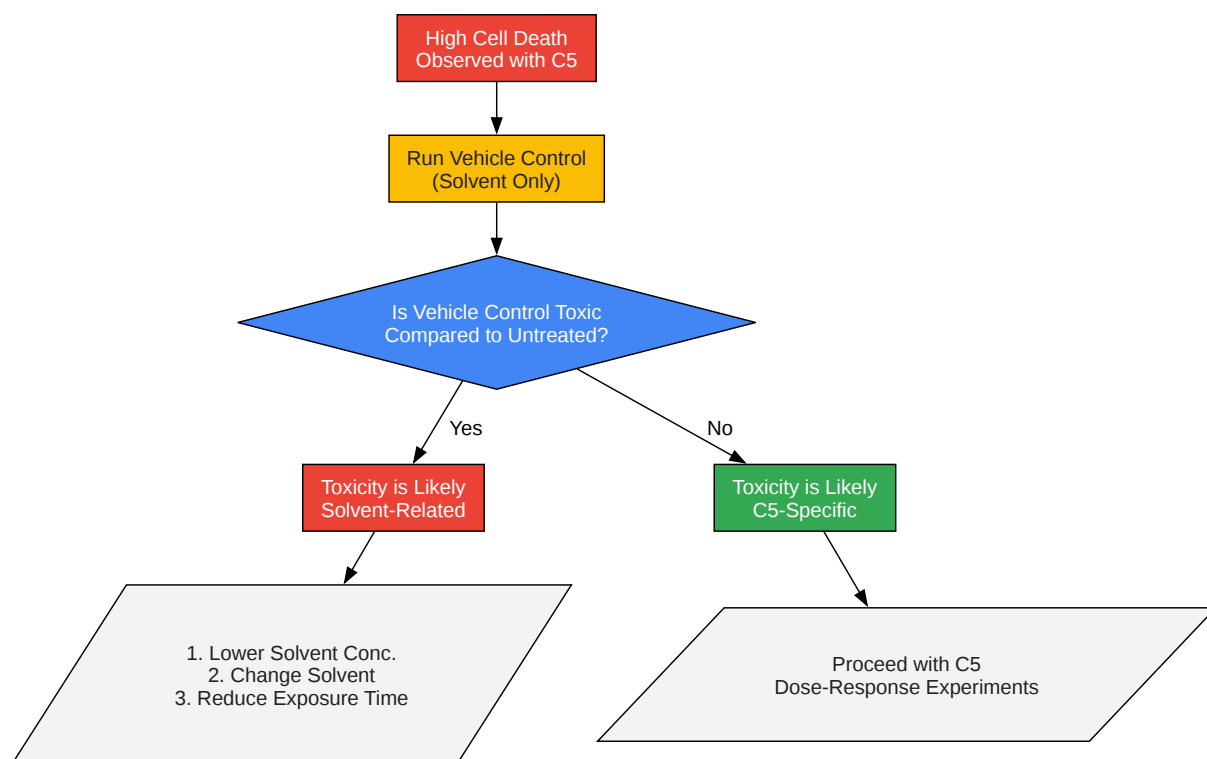 High Cell Death
Observed with C5
Run Vehicle Control
(Solvent Only)
Is Vehicle Control Toxic
Compared to Untreated?
Yes
No
Toxicity is Likely
Solvent-Related
Toxicity is Likely
C5-Specific
1. Lower Solvent Conc.
2. Change Solvent
3. Reduce Exposure Time
Proceed with C5
Dose-Response Experiments